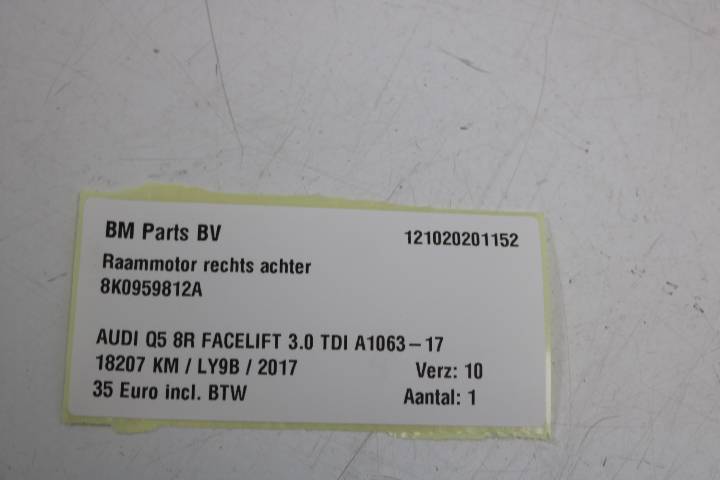 BM Parts BV 121020201152
Raammotor rechts achter
8K0959812A
AUDI Q5 8R FACELIFT 3.0 TDI A1063-17
18207 KM / LY9B / 2017 Verz: 10
35 Euro incl. BTW Aantal: 1